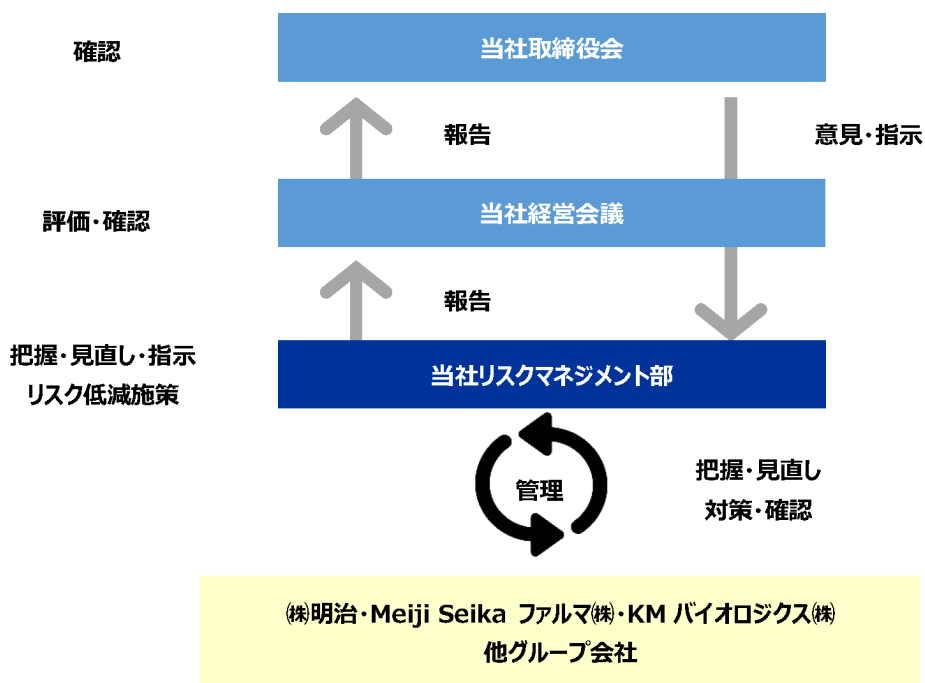 確認
当社取締役会
報告
意見・指示
評価・確認
当社経営会議
報告
把握・見直し・指示
リスク低減施策
当社リスクマネジメント部
管理
把握・見直し
対策・確認
㈱明治・Meiji Seika ファルマ㈱・KM バイオロジクス㈱
他グループ会社